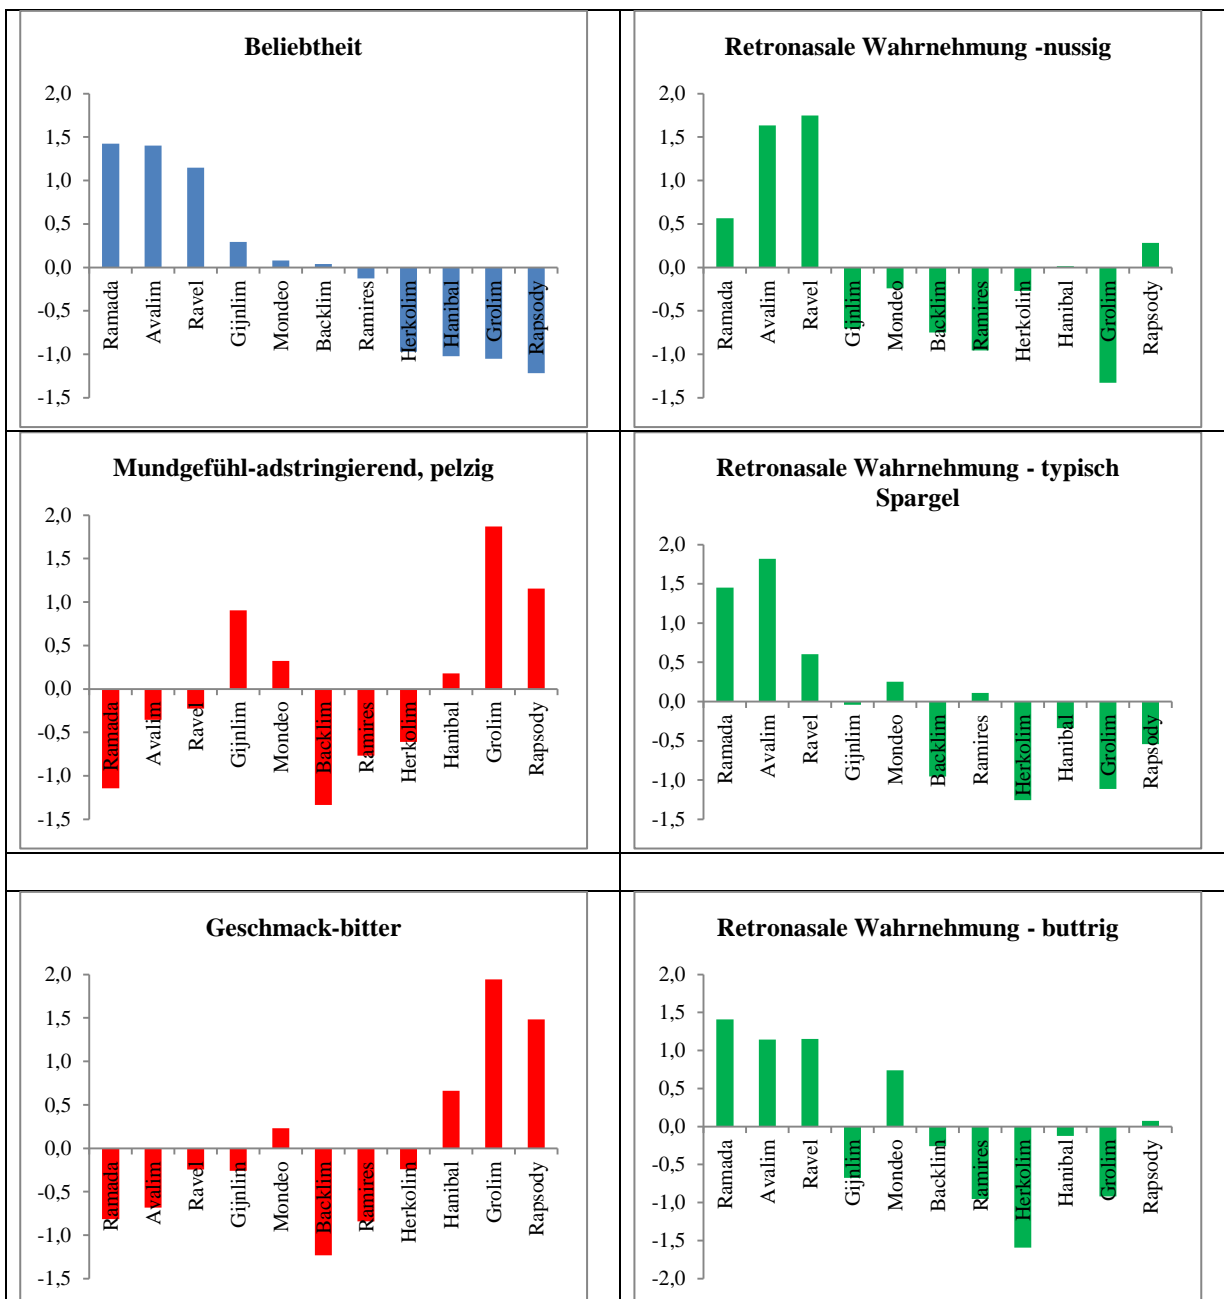 Beliebtheit
2,0
1,5
1,0
0,5
0,0
-0,5
-1,0
-1,5
Ramada
Avalim
Ravel
Gijnlim
Mondeo
Backlim
Ramires
Herkolim
Hanibal
Grolim
Rapsody
Retronasale Wahrnehmung -nussig
2,0
1,5
1,0
0,5
0,0
-0,5
-1,0
-1,5
Ramada
Avalim
Ravel
Gijnlim
Mondeo
Backlim
Ramires
Herkolim
Hanibal
Grolim
Rapsody
Mundgefühl-adstringierend, pelzig
2,0
1,5
1,0
0,5
0,0
-0,5
-1,0
-1,5
Ramada
Avalim
Ravel
Gijnlim
Mondeo
Backlim
Ramires
Herkolim
Hanibal
Grolim
Rapsody
Retronasale Wahrnehmung - typisch
Spargel
2,0
1,5
1,0
0,5
0,0
-0,5
-1,0
-1,5
Ramada
Avalim
Ravel
Gijnlim
Mondeo
Backlim
Ramires
Herkolim
Hanibal
Grolim
Rapsody
Geschmack-bitter
2,0
1,5
1,0
0,5
0,0
-0,5
-1,0
-1,5
Ramada
Avalim
Ravel
Gijnlim
Mondeo
Backlim
Ramires
Herkolim
Hanibal
Grolim
Rapsody
Retronasale Wahrnehmung - buttrig
2,0
1,5
1,0
0,5
0,0
-0,5
-1,0
-1,5
-2,0
Ramada
Avalim
Ravel
Gijnlim
Mondeo
Backlim
Ramires
Herkolim
Hanibal
Grolim
Rapsody